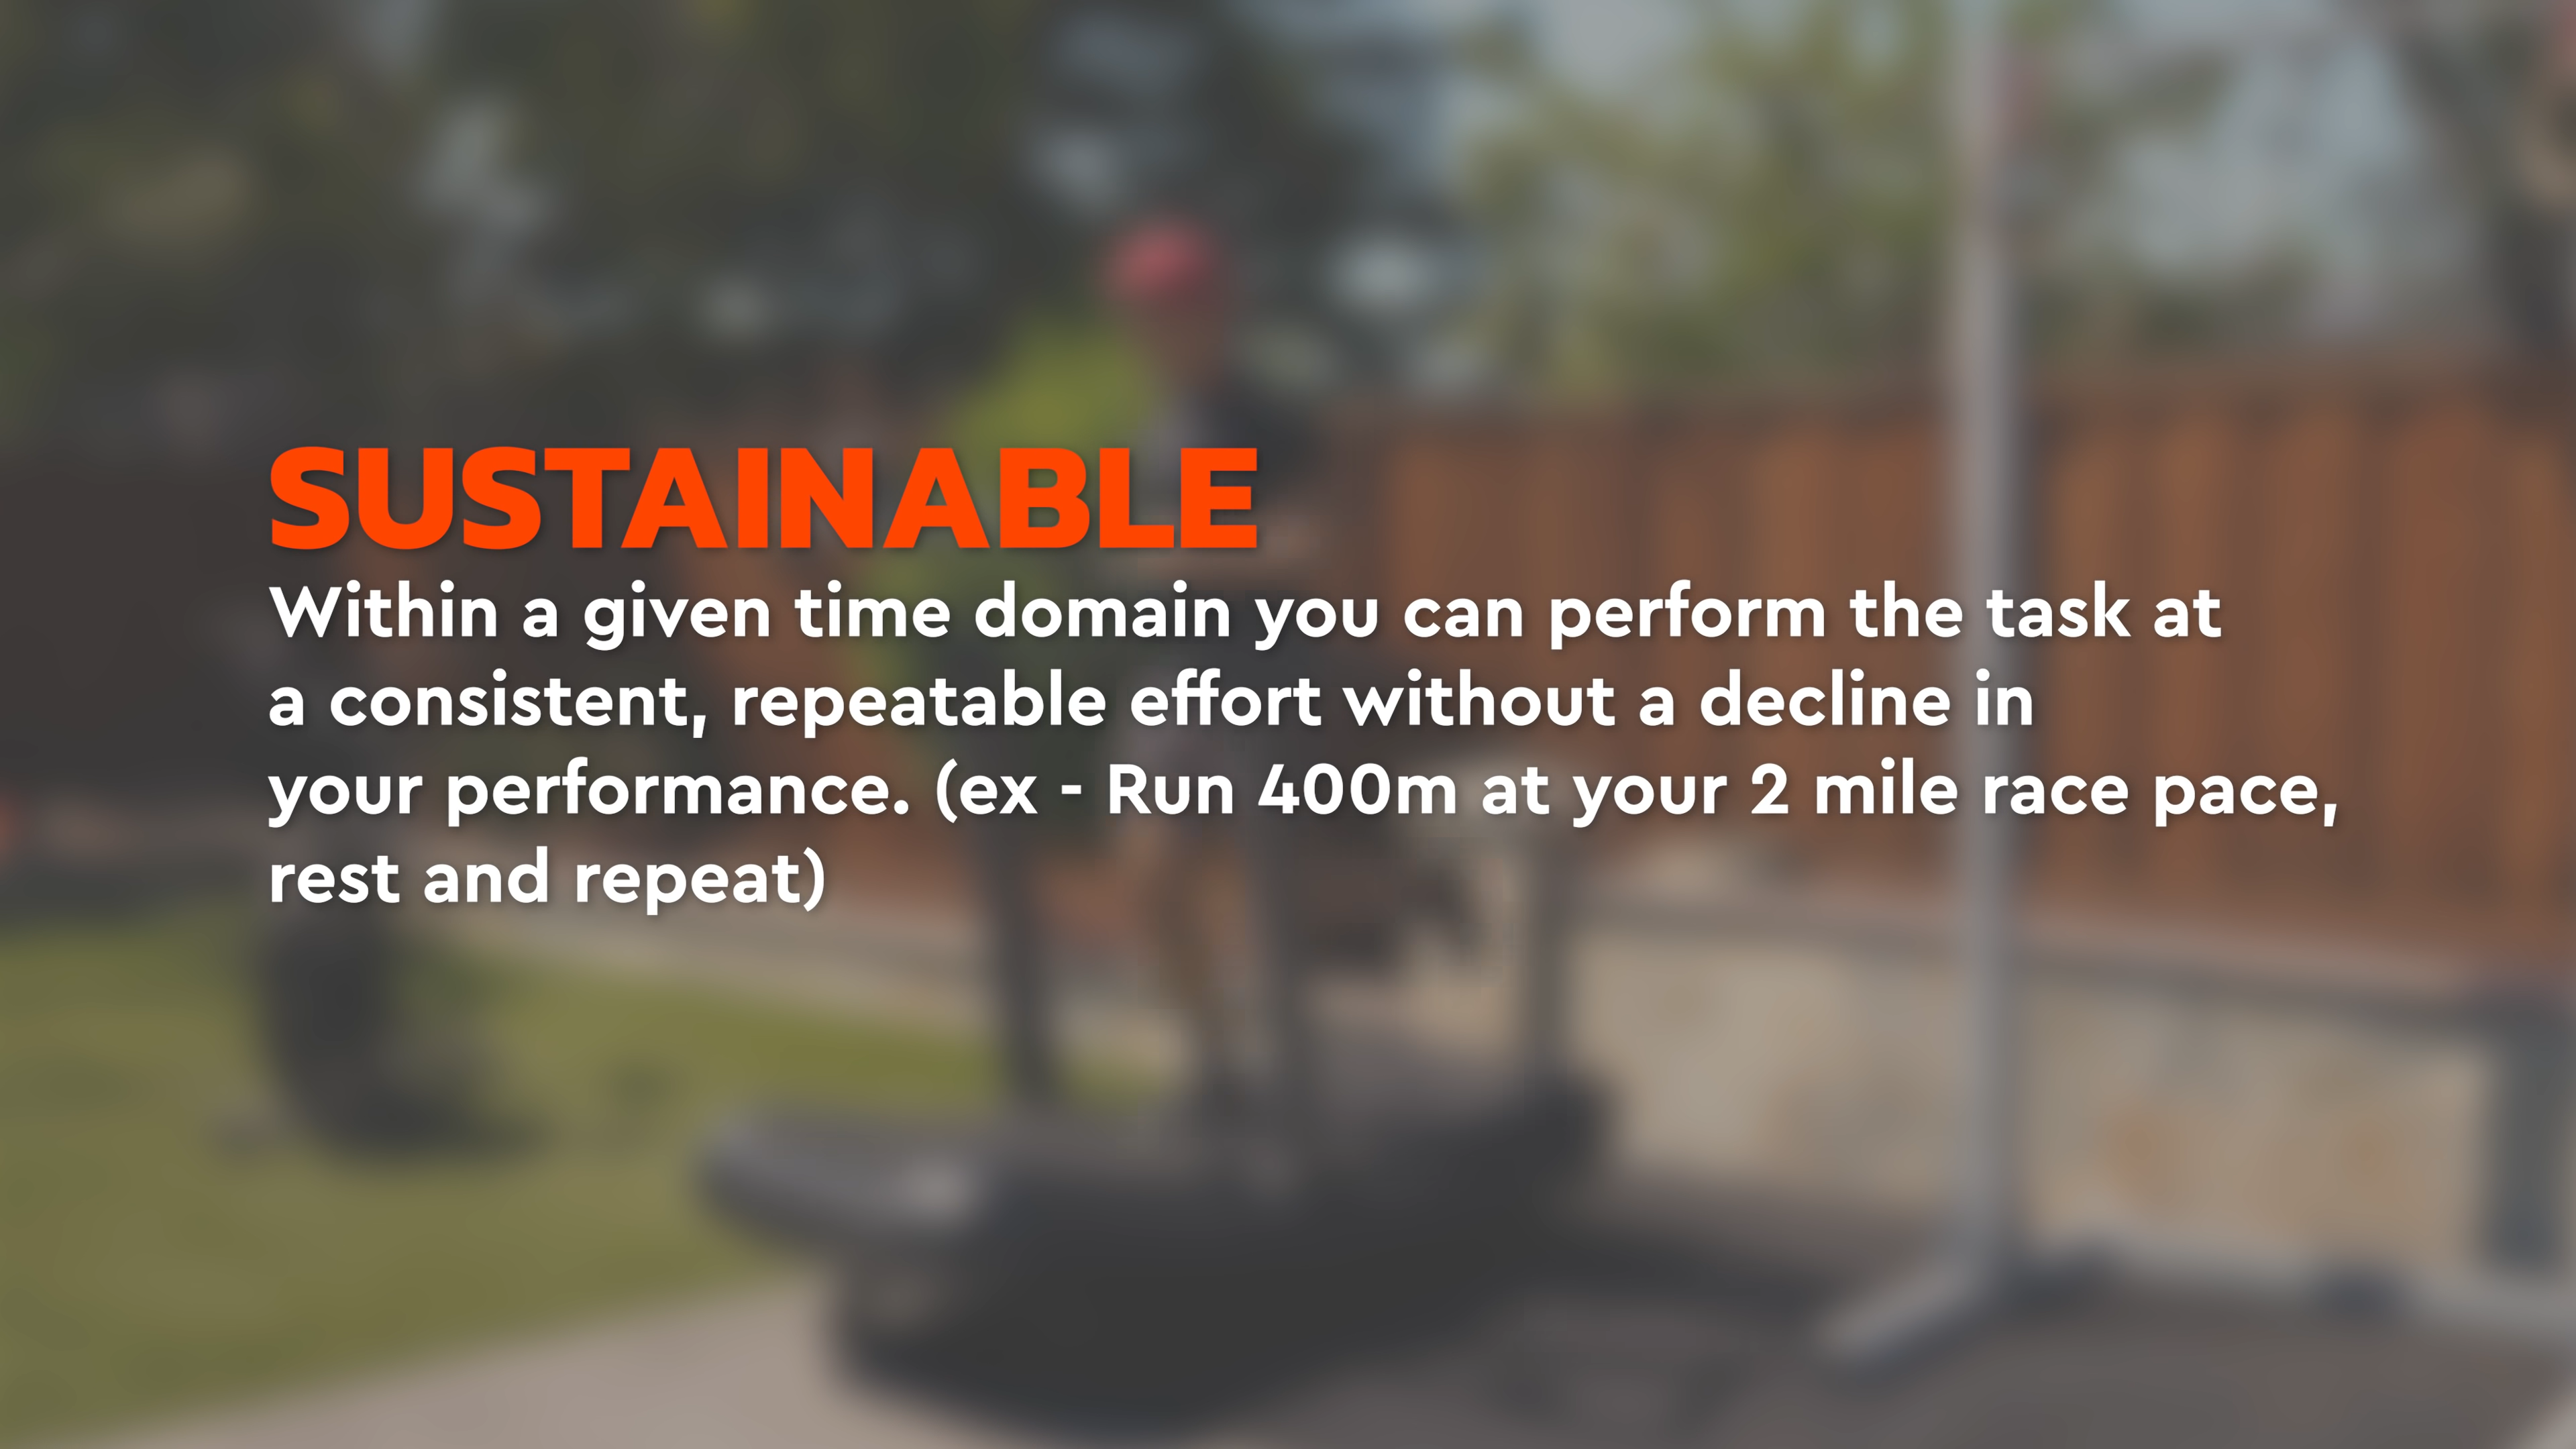 SUSTAINABLE
Within a given time domain you can perform the task at
a consistent, repeatable effort without a decline in
your performance. (ex - Run 400m at your 2 mile race pace,
rest and repeat)